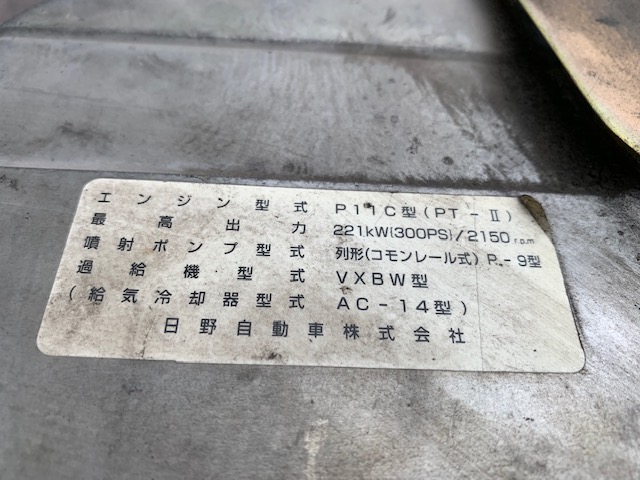 エンジン型式 P11C型(PT-Ⅱ)
最高出力 221kW{300PS}/2150r.p.m
噴射ポンプ型式 列形(コモンレール式) P.-9型
過給機型式 VXBW型
(給気冷却器型式 AC-14型)
日野自動車株式会社